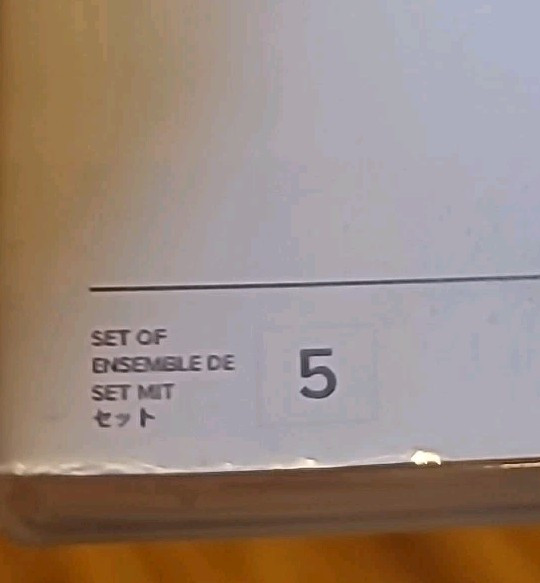 SET OF
ENSEMBLE DE
SET MIT
セット
5